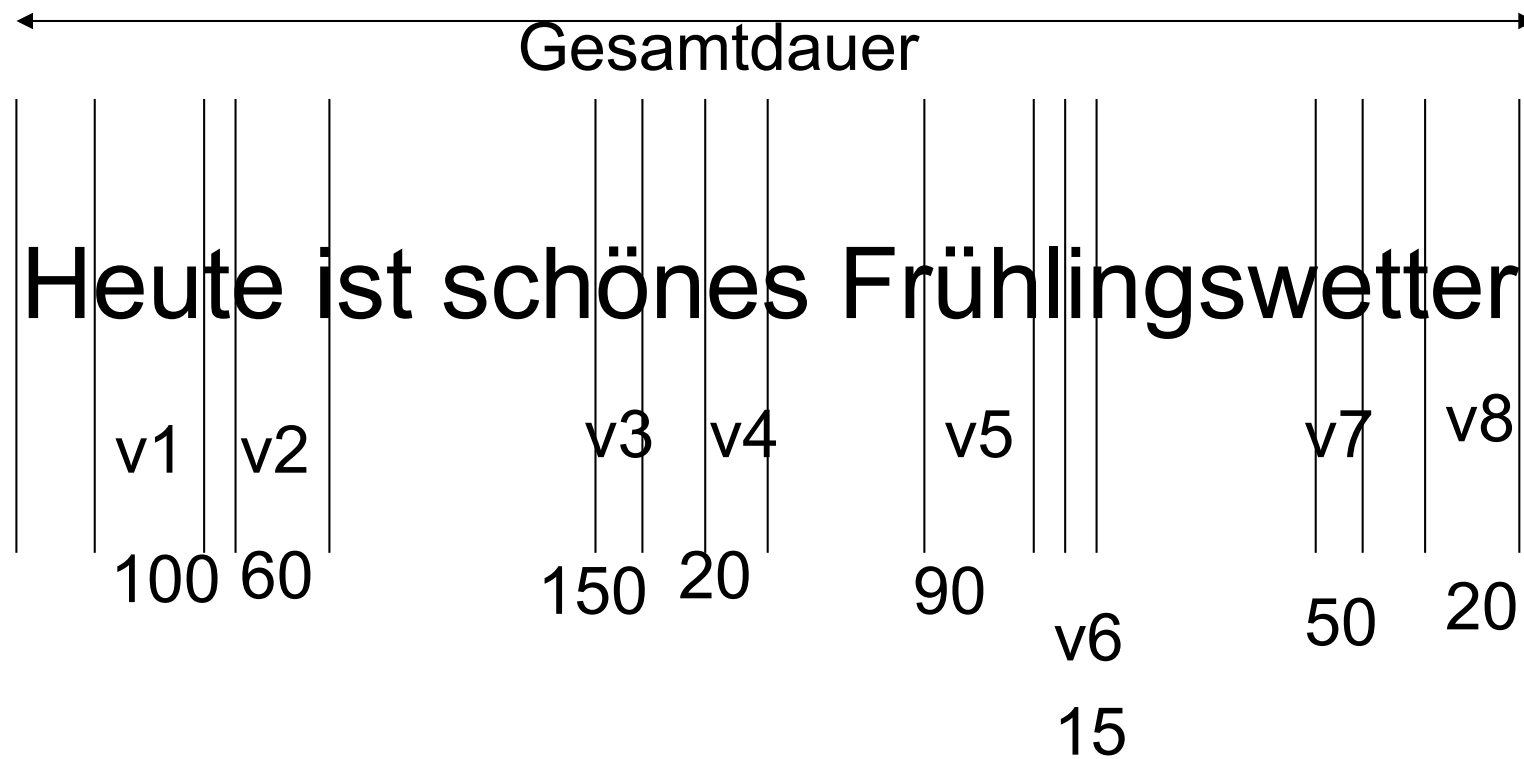 Gesamtdauer
Heute ist schönes Frühlingswetter
v1 v2 v3 v4 v5 v7 v8
100 60 150 20 90 50 20
v6
15